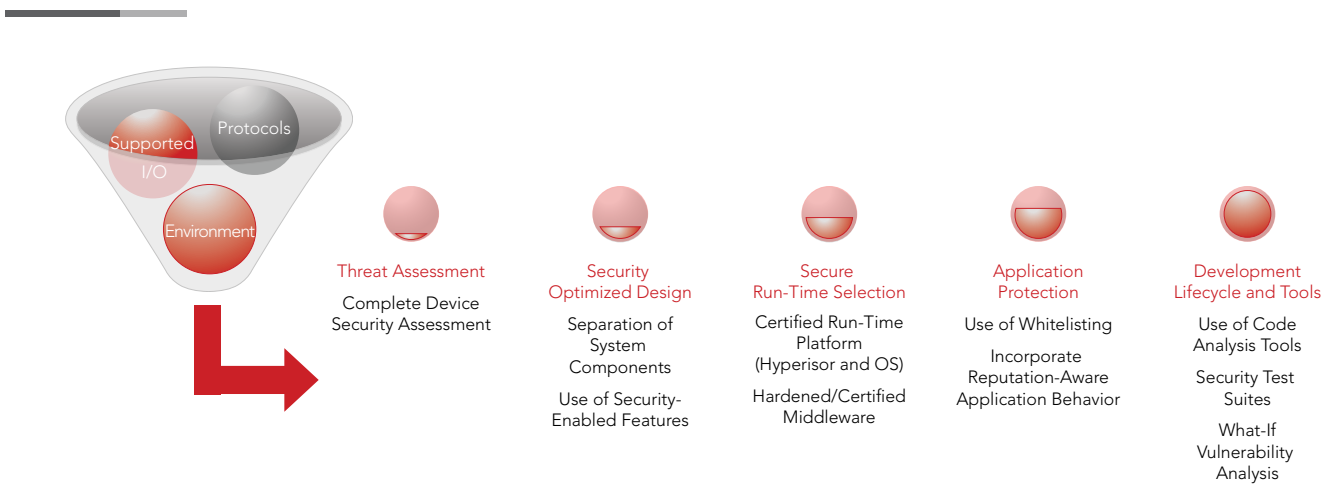 Supported
I/O
Protocols
Environment
Threat Assessment
Complete Device
Security Assessment
Security
Optimized Design
Separation of
System
Components
Use of Security-
Enabled Features
Secure
Run-Time Selection
Certified Run-Time
Platform
(Hyperisor and OS)
Hardened/Certified
Middleware
Application
Protection
Use of Whitelisting
Incorporate
Reputation-Aware
Application Behavior
Development
Lifecycle and Tools
Use of Code
Analysis Tools
Security Test
Suites
What-If
Vulnerability
Analysis